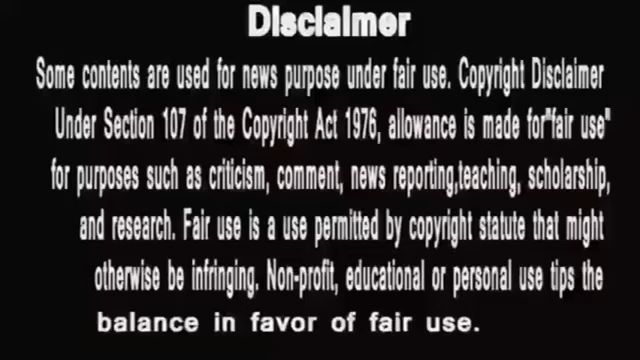 Disclaimer
Some contents are used for news purpose under fair use. Copyright Disclaimer
Under Section 107 of the Copyright Act 1976, allowance is made for"fair use"
for purposes such as criticism, comment, news reporting,teaching, scholarship,
and research. Fair use is a use permitted by copyright statute that might
otherwise be infringing. Non-profit, educational or personal use tips the
balance in favor of fair use.